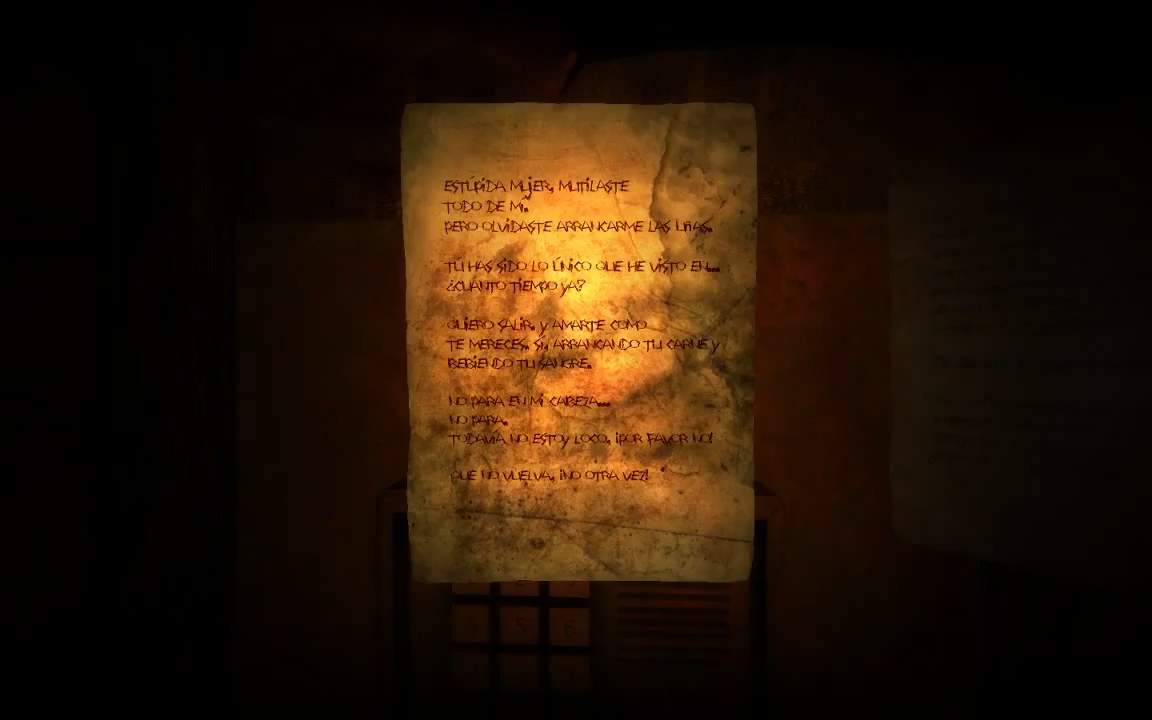 ESTÚPIDA MUJER, MUTILASTE
TODO DE MÍ.
PERO OLVIDASTE ARRANCARME LAS UÑAS.
TÚ HAS SIDO LO ÚNICO QUE HE VISTO EN...
¿CUÁNTO TIEMPO YA?
QUIERO SALIR. Y AMARTE COMO
TE MERECES. SÍ, ARRANCANDO TU CARNE Y
BEBIENDO TU SANGRE.
NO PARA EN MI CABEZA...
NO PARA.
TODAVÍA NO ESTOY LOCO, ¡POR FAVOR NO!
QUE NO VUELVA, ¡NO OTRA VEZ!
5 6